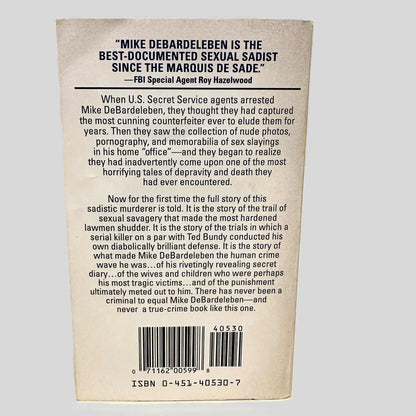 “MIKE DEBARDELEBEN IS THE
BEST-DOCUMENTED SEXUAL SADIST
SINCE THE MARQUIS DE SADE.”
—FBI Special Agent Roy Hazelwood
When U.S. Secret Service agents arrested
Mike DeBardeleben, they thought they had captured
the most cunning counterfeiter ever to elude them for
years. Then they saw the collection of nude photos,
pornography, and memorabilia of sex slayings
in his home “office”—and they began to realize
they had inadvertently come upon one of the most
horrifying tales of depravity and death they
had ever encountered.
Now for the first time the full story of this
sadistic murderer is told. It is the story of the trail of
sexual savagery that made the most hardened
lawmen shudder. It is the story of the trials in which a
serial killer on a par with Ted Bundy conducted his
own diabolically brilliant defense. It is the story of
what made Mike DeBardeleben the human crime
wave he was...of his rivetingly revealing secret
diary...of the wives and children who were perhaps
his most tragic victims...and of the punishment
ultimately meted out to him. There has never been a
criminal to equal Mike DeBardeleben—and
never a true-crime book like this one.
40530
0 71162 00599 8
ISBN 0-451-40530-7